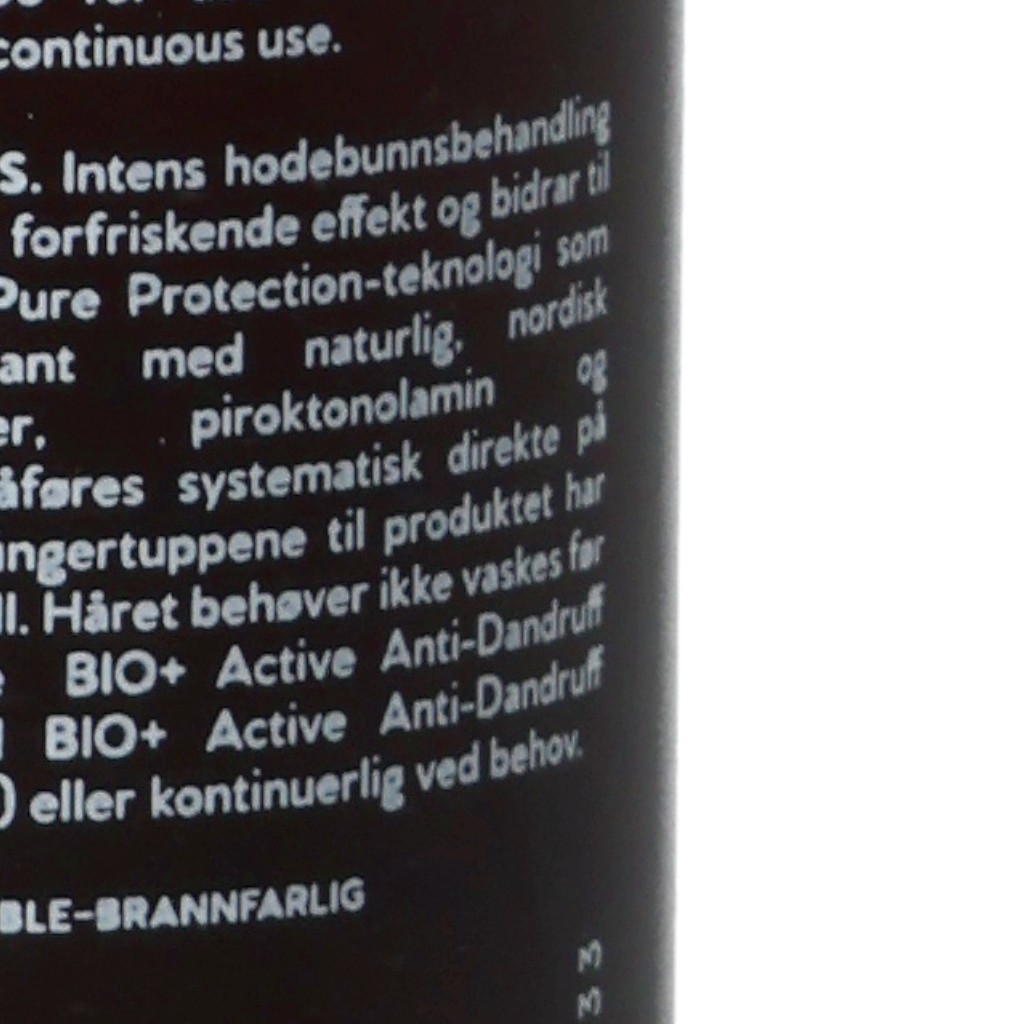 continuous use.
S. Intens hodebunnsbehandling
forfriskende effekt og bidrar til
Pure Protection-teknologi som
ant med naturlig, nordisk
er, piroktonolamin og
åføres systematisk direkte på
ingertuppene til produktet har
ll. Håret behøver ikke vaskes før
e BIO+ Active Anti-Dandruff
BIO+ Active Anti-Dandruff
) eller kontinuerlig ved behov.
BLE-BRANNFARLIG